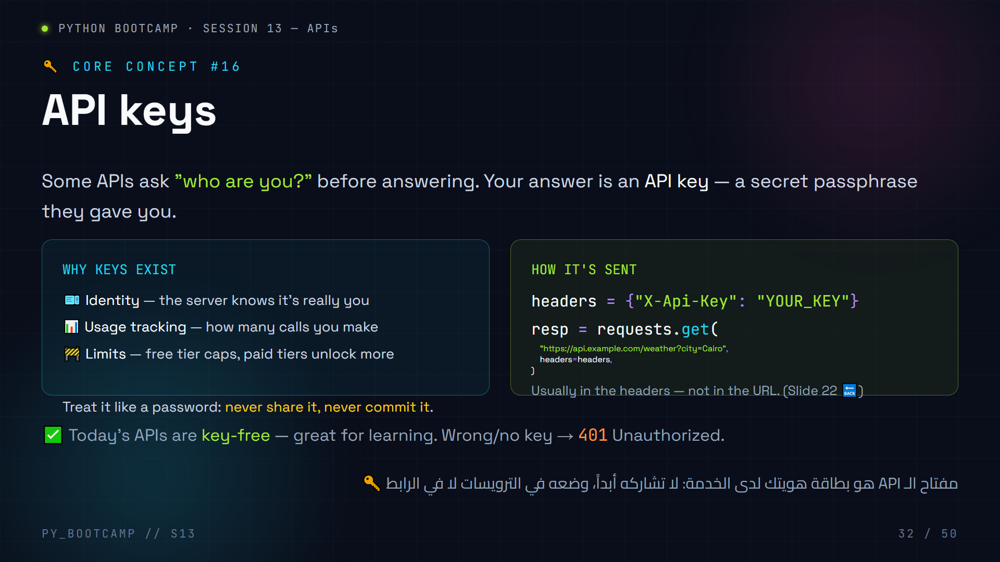 PYTHON BOOTCAMP · SESSION 13 — APIs
🔑 CORE CONCEPT #16
API keys
Some APIs ask ”who are you?” before answering. Your answer is an API key — a secret passphrase
they gave you.
WHY KEYS EXIST
🎫 Identity — the server knows it’s really you
📊 Usage tracking — how many calls you make
🚧 Limits — free tier caps, paid tiers unlock more
Treat it like a password: never share it, never commit it.
HOW IT'S SENT
headers = {"X-Api-Key": "YOUR_KEY"}
resp = requests.get(
”https://api.example.com/weather?city=Cairo”,
headers=headers,
)
Usually in the headers — not in the URL. (Slide 22 🔙)
✅ Today’s APIs are key-free — great for learning. Wrong/no key → 401 Unauthorized.
مفتاح الـ API هو بطاقة هويتك لدى الخدمة: لا تشاركه أبداً، وضعه في الترويسات لا في الرابط 🔑
PY_BOOTCAMP // S13
32 / 50